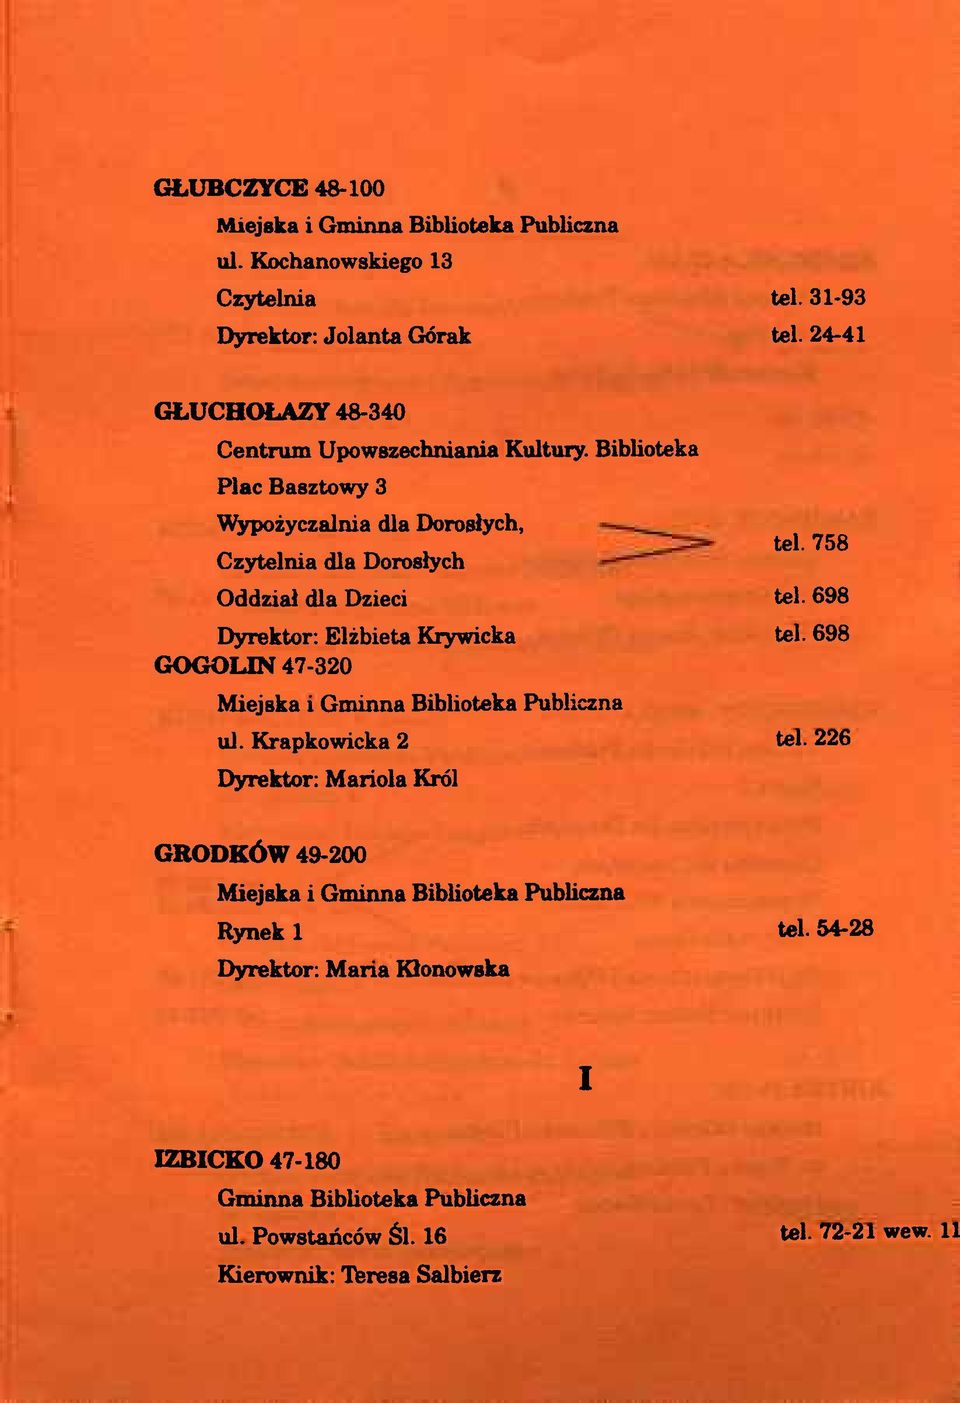 GŁUBCZYCE 48-100
Miejska i Gminna Biblioteka Publiczna
ul. Kochanowskiego 13
Czytelnia tel. 31-93
Dyrektor: Jolanta Górak tel. 24-41
GŁUCHOŁAZY 48-340
Centrum Upowszechniania Kultury. Biblioteka
Plac Basztowy 3
Wypożyczalnia dla Dorosłych,
Czytelnia dla Dorosłych tel. 758
Oddział dla Dzieci tel. 698
Dyrektor: Elżbieta Krywicka tel. 698
GOGOLIN 47-320
Miejska i Gminna Biblioteka Publiczna
ul. Krapkowicka 2 tel. 226
Dyrektor: Mariola Król
GRODKÓW 49-200
Miejska i Gminna Biblioteka Publiczna
Rynek 1 tel. 54-28
Dyrektor: Maria Kłonowska
I
IZBICKO 47-180
Gminna Biblioteka Publiczna
ul. Powstańców Śl. 16 tel. 72-21 wew. 11
Kierownik: Teresa Salbierz